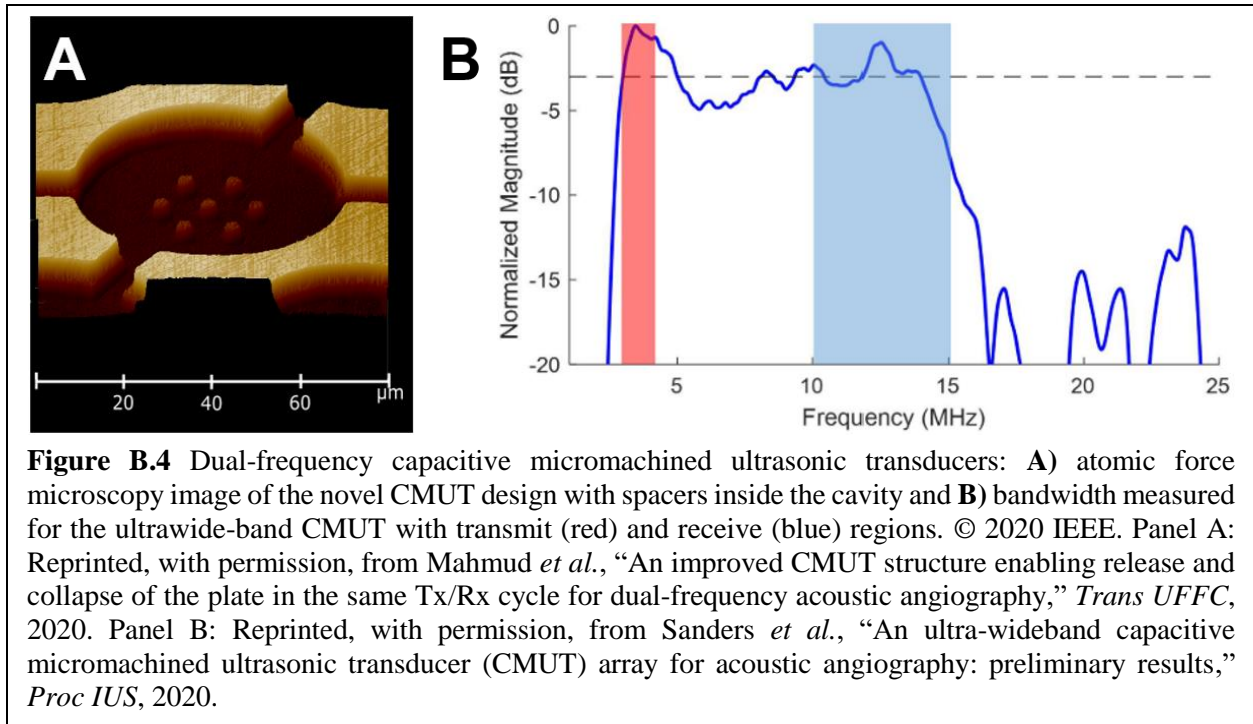 A
B
μm
20
40
60
0
-5
-10
-15
-20
Normalized Magnitude (dB)
5
10
15
20
25
Frequency (MHz)
Figure B.4 Dual-frequency capacitive micromachined ultrasonic transducers: A) atomic force
microscopy image of the novel CMUT design with spacers inside the cavity and B) bandwidth measured
for the ultrawide-band CMUT with transmit (red) and receive (blue) regions. © 2020 IEEE. Panel A:
Reprinted, with permission, from Mahmud et al., “An improved CMUT structure enabling release and
collapse of the plate in the same Tx/Rx cycle for dual-frequency acoustic angiography,” Trans UFFC,
2020. Panel B: Reprinted, with permission, from Sanders et al., “An ultra-wideband capacitive
micromachined ultrasonic transducer (CMUT) array for acoustic angiography: preliminary results,”
Proc IUS, 2020.